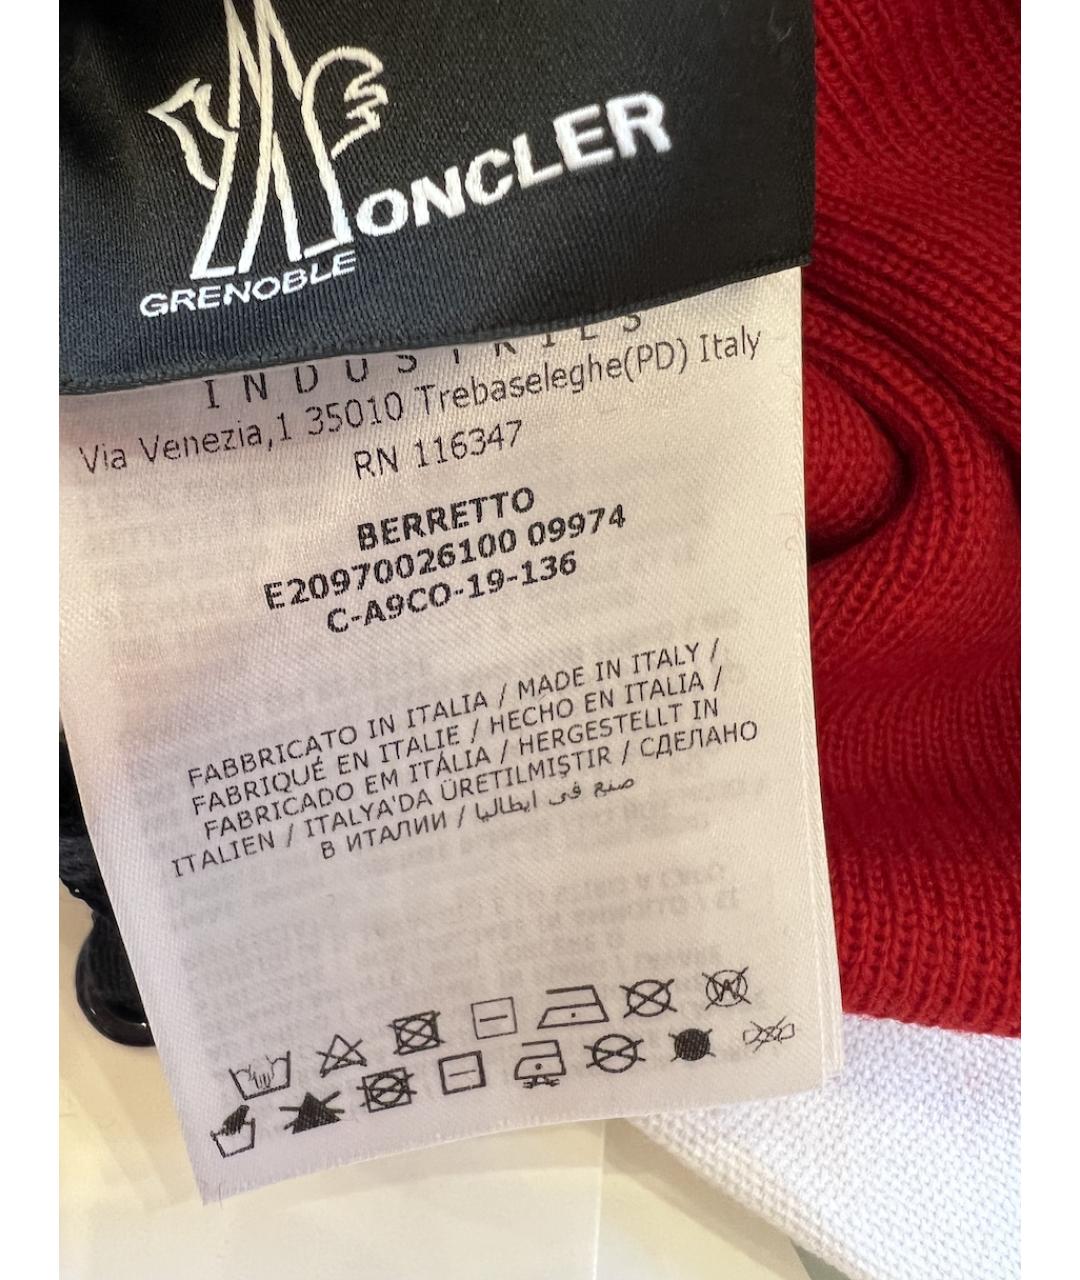 MONCLER
GRENOBLE
INDUSTRIES
Via Venezia,1 35010 Trebaseleghe(PD) Italy
RN 116347
BERRETTO
E20970026100 09974
C-A9CO-19-136
FABBRICATO IN ITALIA / MADE IN ITALY /
FABRIQUÉ EN ITALIE / HECHO EN ITALIA /
FABRICADO EM ITÁLIA / HERGESTELLT IN
ITALIEN / ITALYA'DA ÜRETILMIŞTIR / СДЕЛАНО
В ИТАЛИИ / صنع في ايطاليا
W